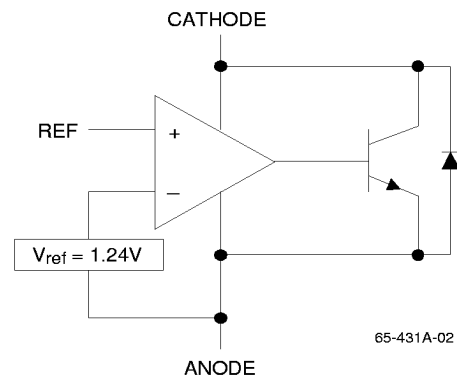 CATHODE
REF
+
–
Vref = 1.24V
65-431A-02
ANODE